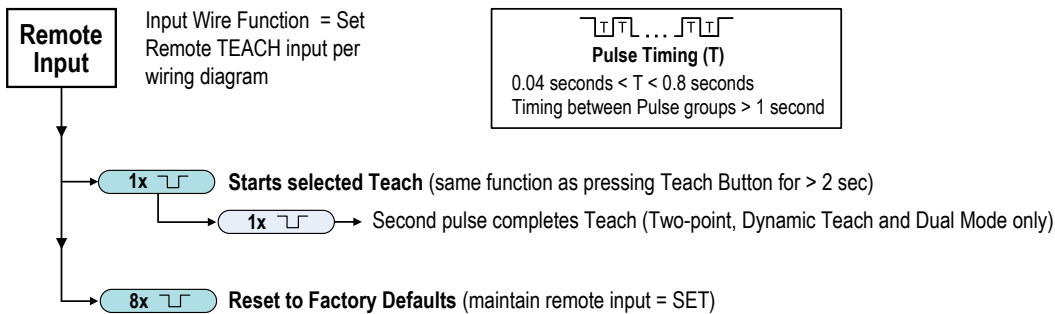 Remote
Input
Input Wire Function = Set
Remote TEACH input per
wiring diagram
T T ... T T
Pulse Timing (T)
0.04 seconds < T < 0.8 seconds
Timing between Pulse groups > 1 second
1x Starts selected Teach (same function as pressing Teach Button for > 2 sec)
1x Second pulse completes Teach (Two-point, Dynamic Teach and Dual Mode only)
8x Reset to Factory Defaults (maintain remote input = SET)